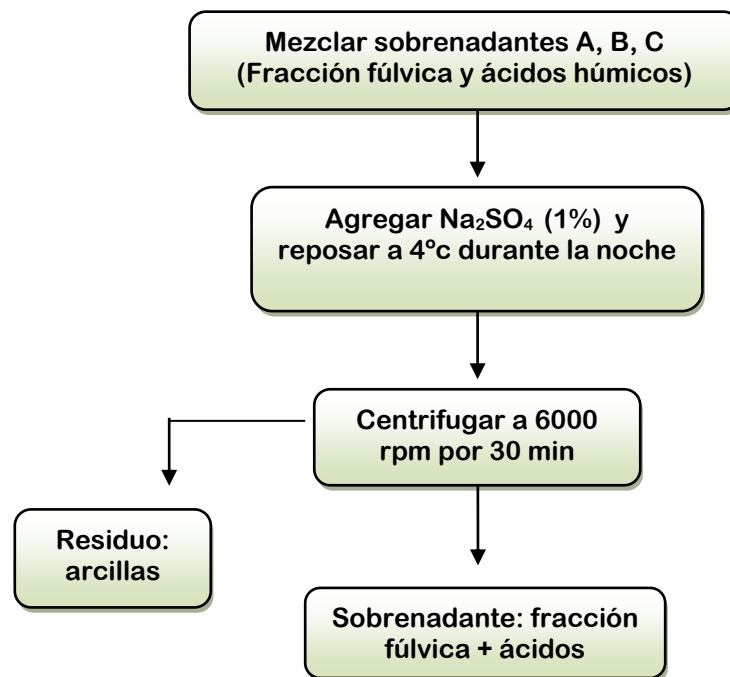 Mezclar sobrenadantes A, B, C
(Fracción fúlvica y ácidos húmicos)
Agregar Na₂SO₄ (1%) y
reposar a 4ºc durante la noche
Centrifugar a 6000
rpm por 30 min
Residuo:
arcillas
Sobrenadante: fracción
fúlvica + ácidos